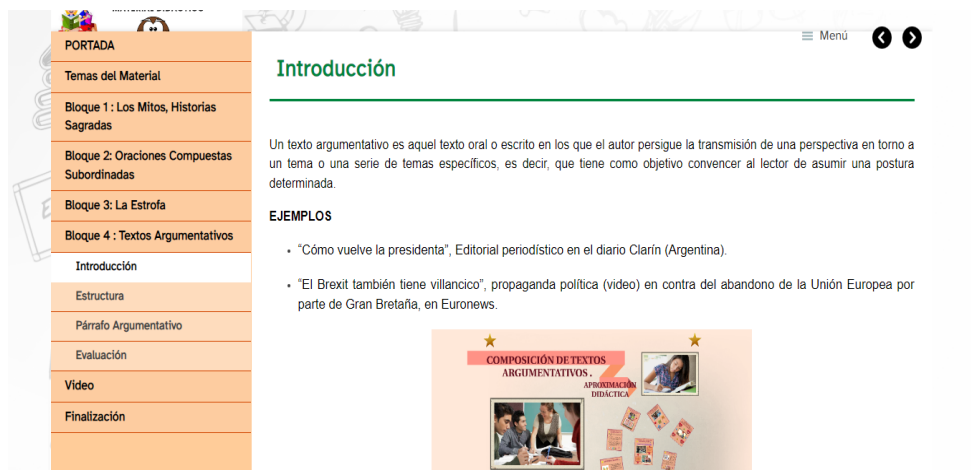 MATERIAL DIDÁCTICO
PORTADA
Temas del Material
Bloque 1 : Los Mitos, Historias
Sagradas
Bloque 2: Oraciones Compuestas
Subordinadas
Bloque 3: La Estrofa
Bloque 4 : Textos Argumentativos
Introducción
Estructura
Párrafo Argumentativo
Evaluación
Video
Finalización
Menú
Introducción
Un texto argumentativo es aquel texto oral o escrito en los que el autor persigue la transmisión de una perspectiva en torno a
un tema o una serie de temas específicos, es decir, que tiene como objetivo convencer al lector de asumir una postura
determinada.
EJEMPLOS
• “Cómo vuelve la presidenta”, Editorial periodístico en el diario Clarín (Argentina).
• “El Brexit también tiene villancico”, propaganda política (video) en contra del abandono de la Unión Europea por
parte de Gran Bretaña, en Euronews.
COMPOSICIÓN DE TEXTOS
ARGUMENTATIVOS .
APROXIMACIÓN
DIDÁCTICA